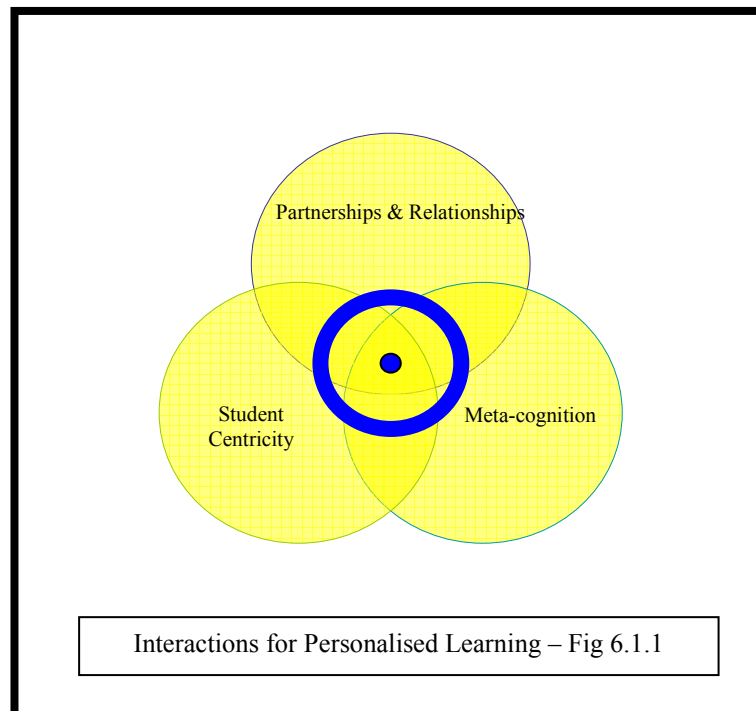 Partnerships & Relationships
Student
Centricity
Meta-cognition
Interactions for Personalised Learning – Fig 6.1.1